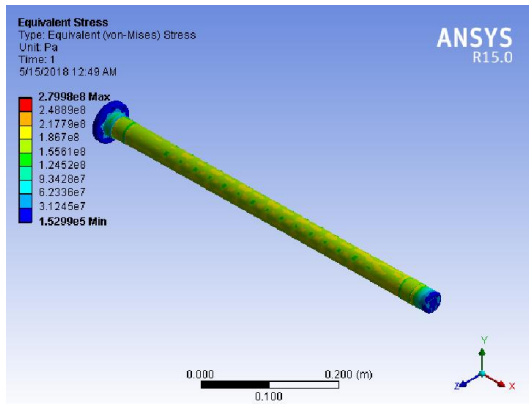 Equivalent Stress
Type: Equivalent (von-Mises) Stress
Unit: Pa
Time: 1
5/15/2018 12:49 AM
ANSYS
R15.0
2.7998e8 Max
2.4889e8
2.1779e8
1.867e8
1.5561e8
1.2452e8
9.3428e7
6.2336e7
3.1245e7
1.5299e5 Min
0.000
0.200 (m)
0.100
Y
Z
X